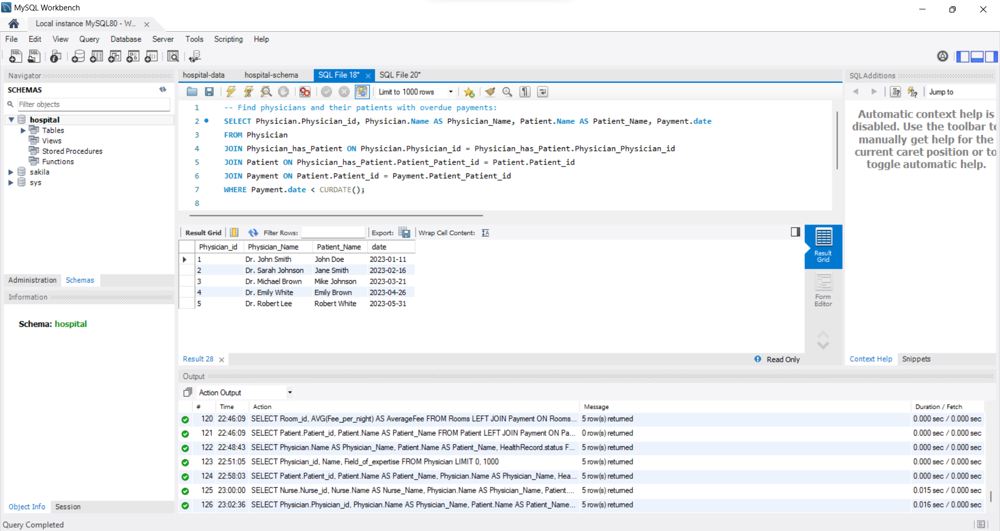 MySQL Workbench
Local instance MySQL80 - W...
File Edit View Query Database Server Tools Scripting Help
Navigator
SCHEMAS
Filter objects
hospital
Tables
Views
Stored Procedures
Functions
sakila
sys
Administration Schemas
Information
Schema: hospital
Object Info Session
hospital-data hospital-schema SQL File 18* SQL File 20*
Limit to 1000 rows
1 -- Find physicians and their patients with overdue payments:
2 SELECT Physician.Physician_id, Physician.Name AS Physician_Name, Patient.Name AS Patient_Name, Payment.date
3 FROM Physician
4 JOIN Physician_has_Patient ON Physician.Physician_id = Physician_has_Patient.Physician_Physician_id
5 JOIN Patient ON Physician_has_Patient.Patient_Patient_id = Patient.Patient_id
6 JOIN Payment ON Patient.Patient_id = Payment.Patient_Patient_id
7 WHERE Payment.date < CURDATE();
8
Result Grid Filter Rows: Export: Wrap Cell Content:
Physician_id Physician_Name Patient_Name date
1 Dr. John Smith John Doe 2023-01-11
2 Dr. Sarah Johnson Jane Smith 2023-02-16
3 Dr. Michael Brown Mike Johnson 2023-03-21
4 Dr. Emily White Emily Brown 2023-04-26
5 Dr. Robert Lee Robert White 2023-05-31
Result Grid
Form Editor
Result 28
Read Only
SQLAdditions
Jump to
Automatic context help is
disabled. Use the toolbar to
manually get help for the
current caret position or to
toggle automatic help.
Context Help Snippets
Output
Action Output
# Time Action Message Duration / Fetch
120 22:46:09 SELECT Room_id, AVG(Fee_per_night) AS AverageFee FROM Rooms LEFT JOIN Payment ON Rooms... 5 row(s) returned 0.000 sec / 0.000 sec
121 22:46:09 SELECT Patient.Patient_id, Patient.Name AS Patient_Name FROM Patient LEFT JOIN Payment ON Pa... 0 row(s) returned 0.000 sec / 0.000 sec
122 22:48:43 SELECT Physician.Name AS Physician_Name, Patient.Name AS Patient_Name, HealthRecord.status F... 5 row(s) returned 0.000 sec / 0.000 sec
123 22:51:05 SELECT Physician_id, Name, Field_of_expertise FROM Physician LIMIT 0, 1000 5 row(s) returned 0.000 sec / 0.000 sec
124 22:58:03 SELECT Patient.Patient_id, Patient.Name AS Patient_Name, Physician.Name AS Physician_Name, Hea... 5 row(s) returned 0.000 sec / 0.000 sec
125 23:00:00 SELECT Nurse.Nurse_id, Nurse.Name AS Nurse_Name, Physician.Name AS Physician_Name, Patient.... 5 row(s) returned 0.015 sec / 0.000 sec
126 23:02:36 SELECT Physician.Physician_id, Physician.Name AS Physician_Name, Patient.Name AS Patient_Name... 5 row(s) returned 0.016 sec / 0.000 sec
Query Completed